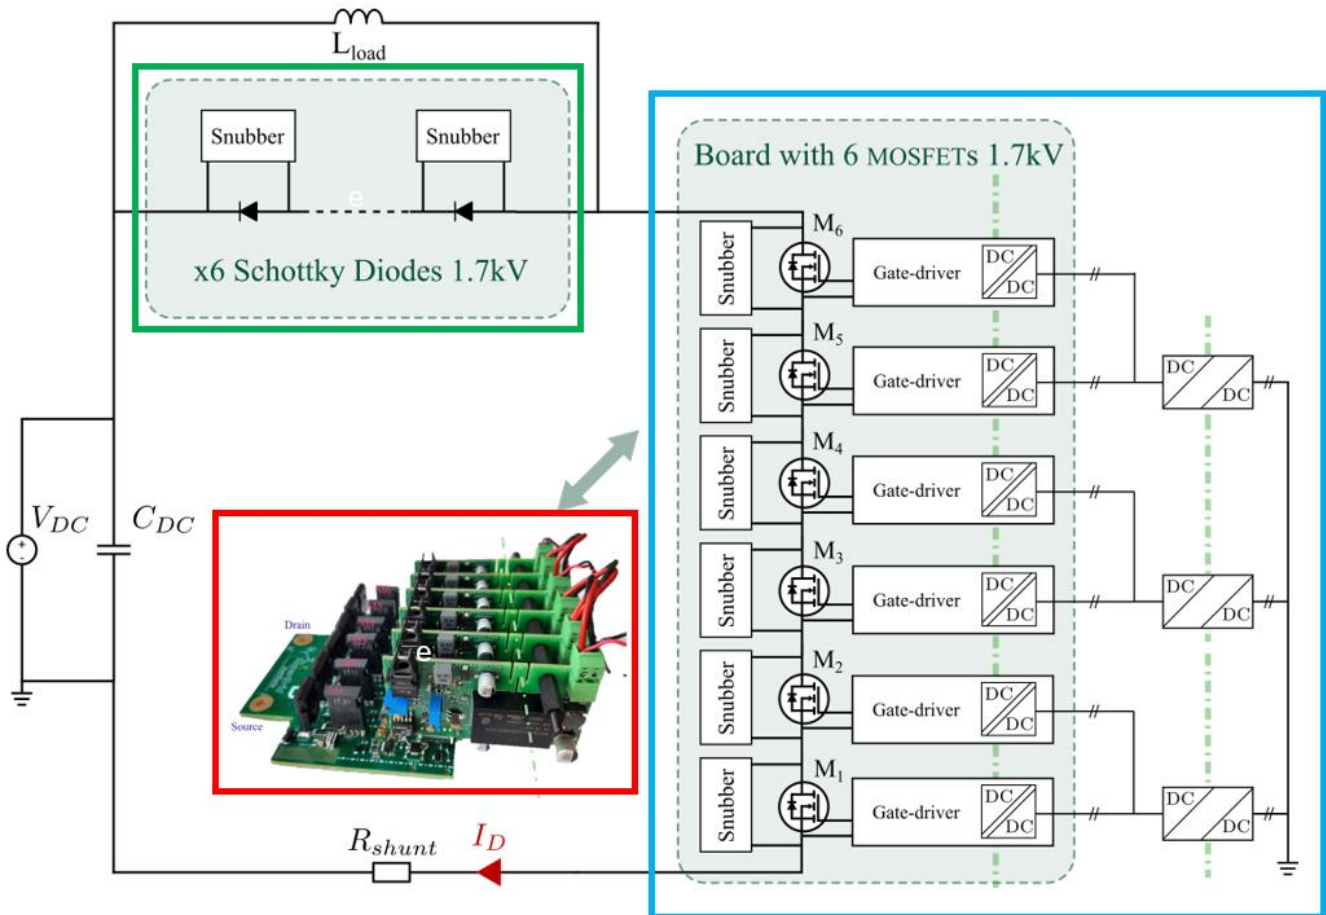 L_load
Snubber
Snubber
e
x6 Schottky Diodes 1.7kV
Board with 6 MOSFETs 1.7kV
M6
Snubber
Gate-driver
DC
DC
M5
Snubber
Gate-driver
DC
DC
DC
DC
M4
Snubber
Gate-driver
DC
DC
M3
Snubber
Gate-driver
DC
DC
DC
DC
M2
Snubber
Gate-driver
DC
DC
M1
Snubber
Gate-driver
DC
DC
DC
DC
V_DC
+
-
C_DC
Drain
e
Source
R_shunt
I_D